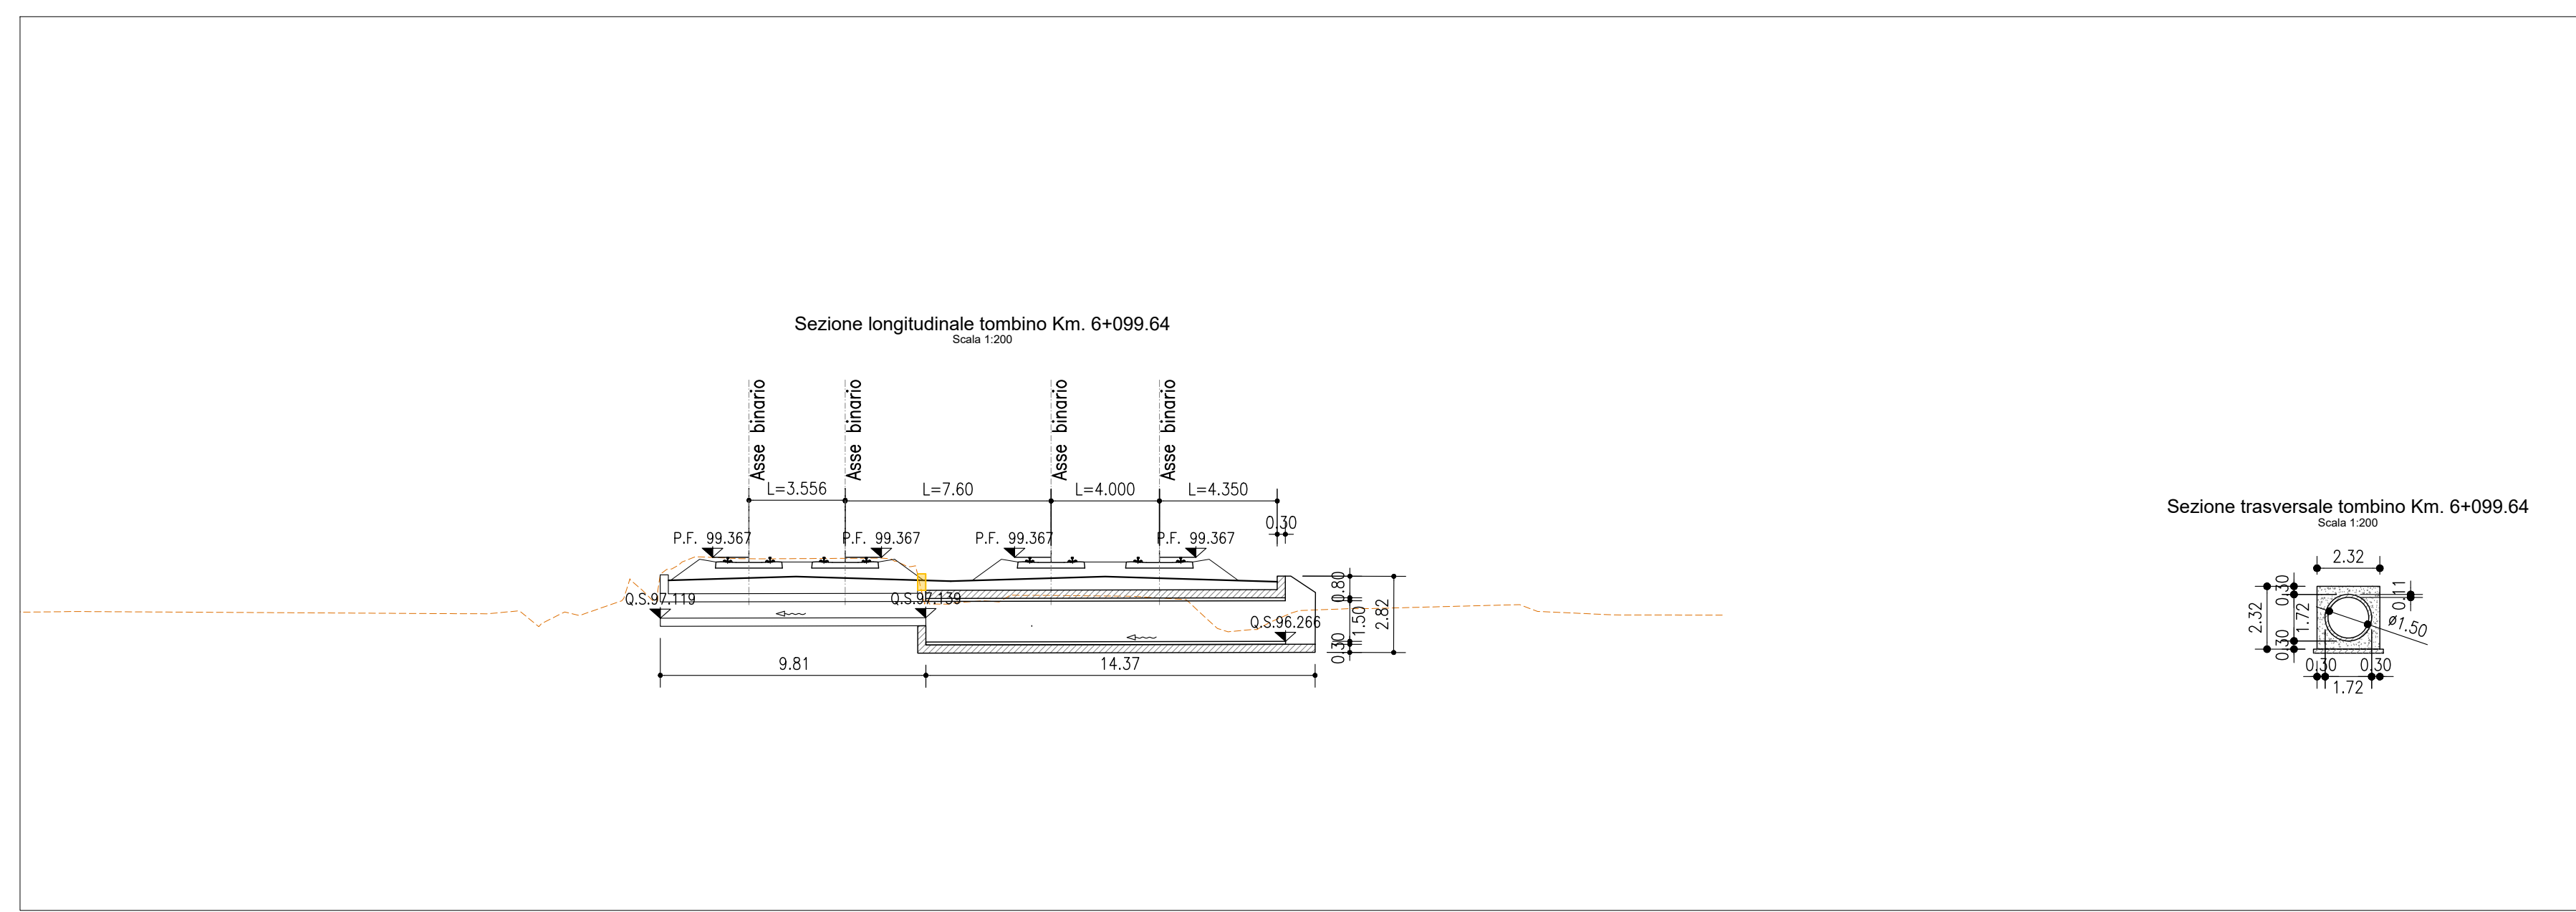 Sezione longitudinale tombino Km. 6+099.64
Scala 1:200
Asse binario
Asse binario
Asse binario
Asse binario
L=3.556
L=7.60
L=4.000
L=4.350
0.30
P.F. 99.367
P.F. 99.367
P.F. 99.367
P.F. 99.367
Q.S.97.119
Q.S.97.139
Q.S.96.266
0.80
1.50
0.30
2.82
9.81
14.37
Sezione trasversale tombino Km. 6+099.64
Scala 1:200
2.32
0.30
1.72
0.30
2.32
0.11
ø1.50
0.30
0.30
1.72